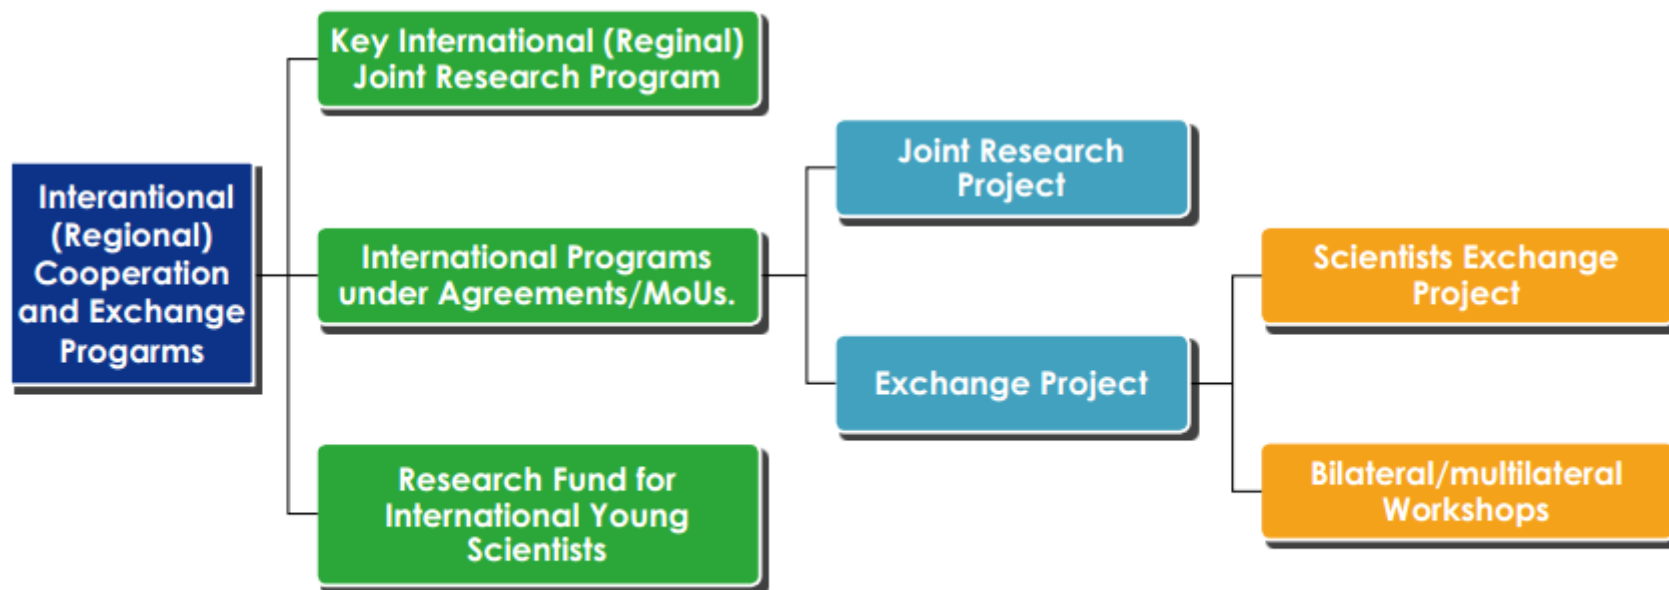 Key International (Reginal)
Joint Research Program
Interantional
(Regional)
Cooperation
and Exchange
Progarms
International Programs
under Agreements/MoUs.
Research Fund for
International Young
Scientists
Joint Research
Project
Exchange Project
Scientists Exchange
Project
Bilateral/multilateral
Workshops